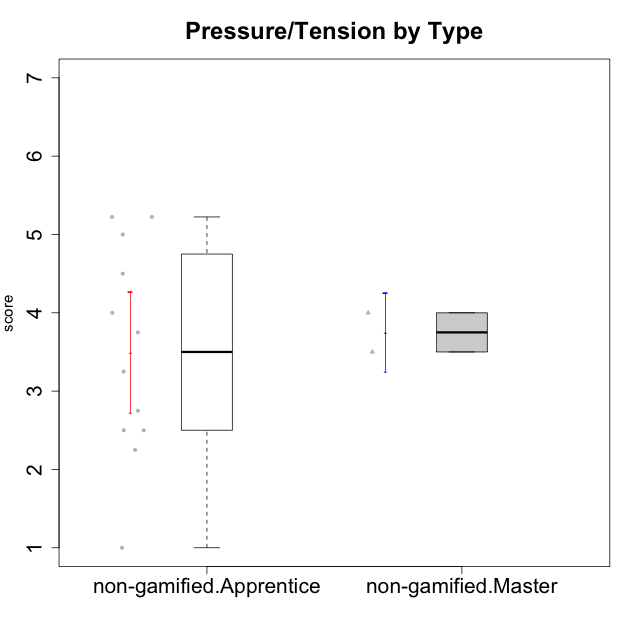 Pressure/Tension by Type
score
7
6
5
4
3
2
1
non-gamified.Apprentice
non-gamified.Master